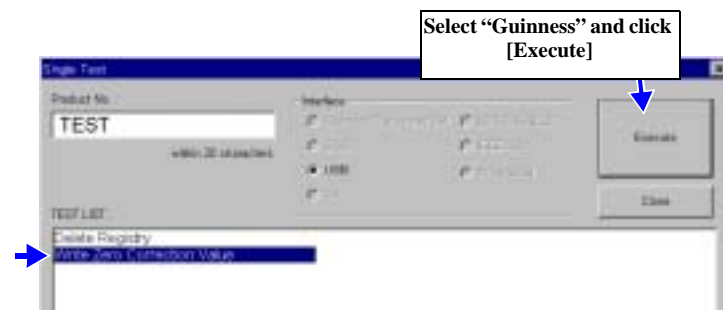 Select “Guinness” and click
[Execute]
Single Test
Product No
Interface
TEST
within 20 characters
USB
Execute
Close
TEST LIST
Delete Registry
Write Zero Correction Value